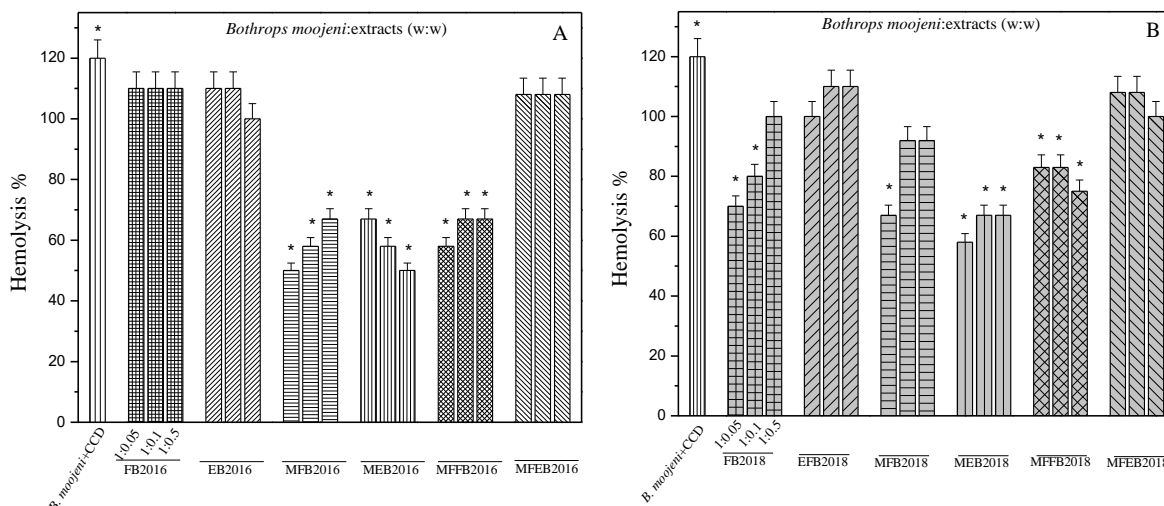 Bothrops moojeni:extracts (w:w)
A
*
* * * * * * * * *
Hemolysis %
120
100
80
60
40
20
0
B. moojeni+CCD
1:0.05
1:0.1
1:0.5
FB2016
EB2016
MFB2016
MEB2016
MFFB2016
MFEB2016
Bothrops moojeni:extracts (w:w)
B
*
* * * * * * * * *
Hemolysis %
120
100
80
60
40
20
0
B. moojeni+CCD
1:0.05
1:0.1
1:0.5
FB2018
EFB2018
MFB2018
MEB2018
MFFB2018
MFEB2018